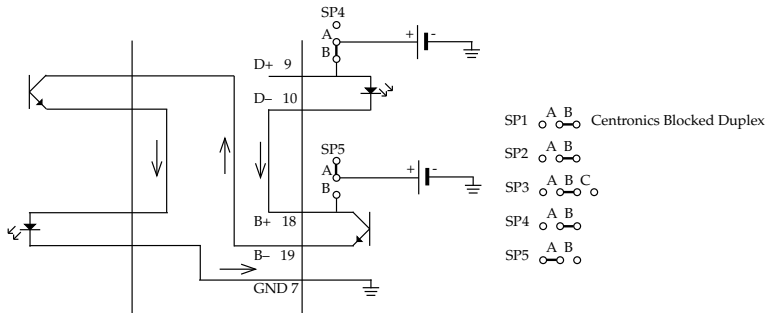 SP4
A
B
+ -
D+ 9
D– 10
SP5
A
B
+ -
B+ 18
B– 19
GND 7
SP1 A B Centronics Blocked Duplex
SP2 A B
SP3 A B C
SP4 A B
SP5 A B